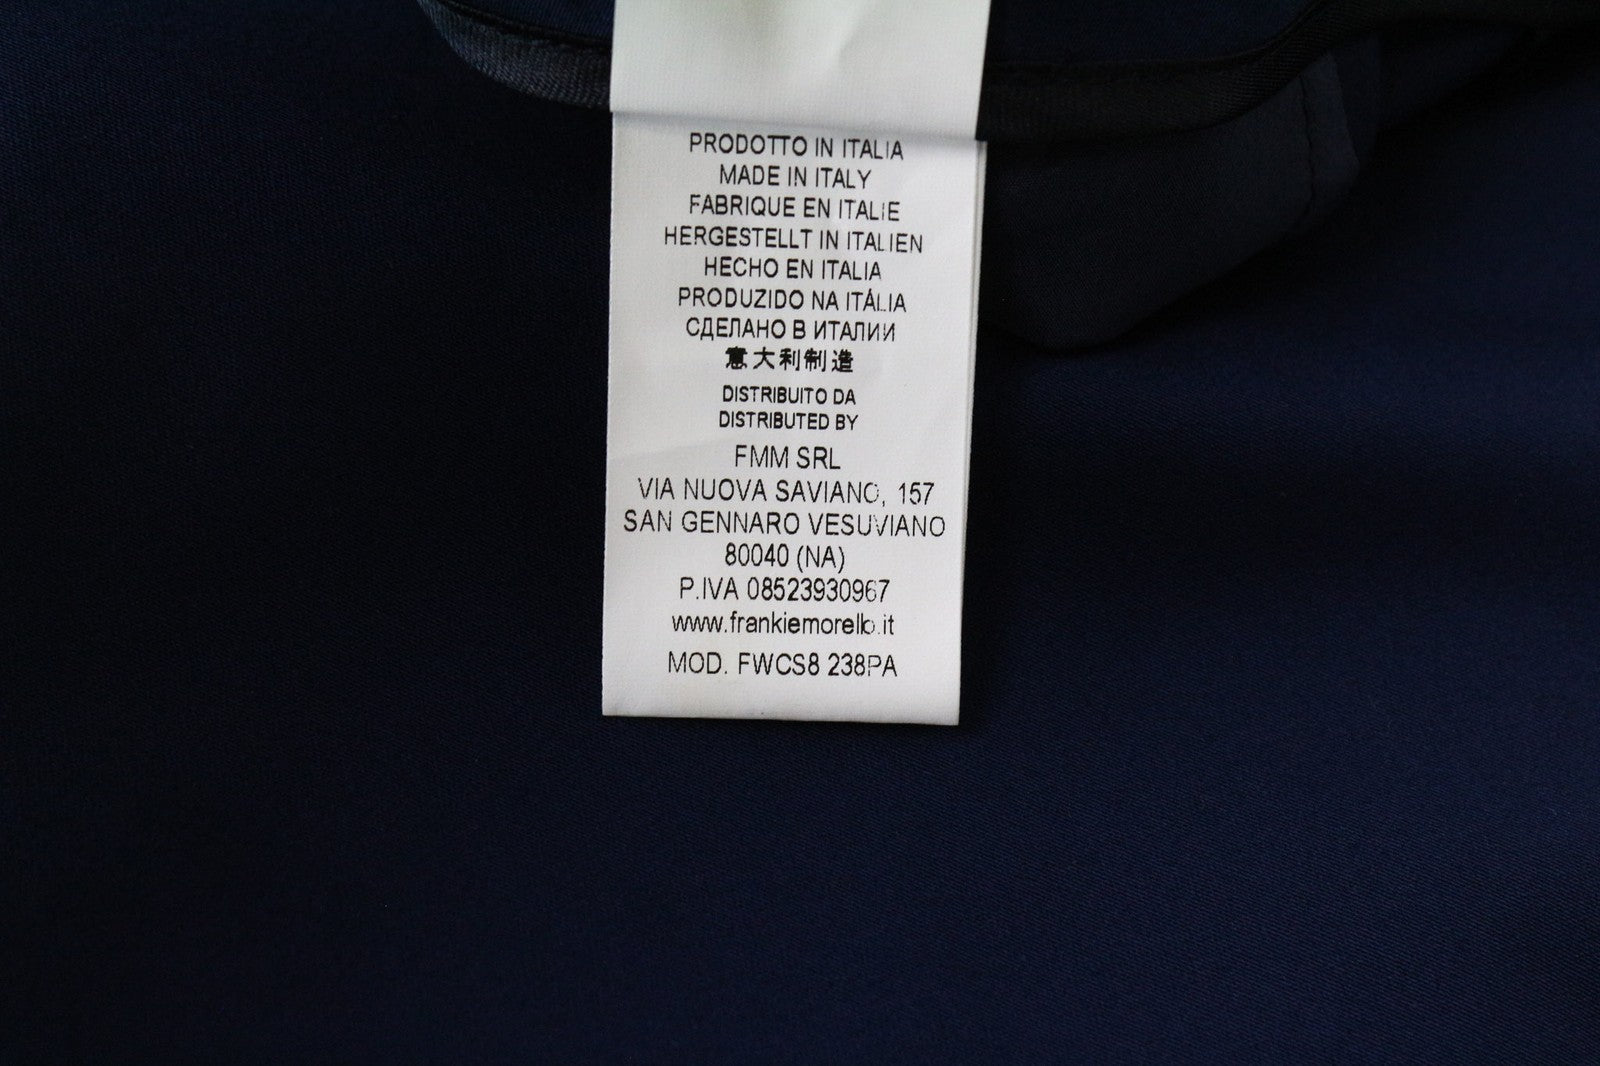 PRODOTTO IN ITALIA
MADE IN ITALY
FABRIQUE EN ITALIE
HERGESTELLT IN ITALIEN
HECHO EN ITALIA
PRODUZIDO NA ITÁLIA
СДЕЛАНО В ИТАЛИИ
意大利制造
DISTRIBUITO DA
DISTRIBUTED BY
FMM SRL
VIA NUOVA SAVIANO, 157
SAN GENNARO VESUVIANO
80040 (NA)
P.IVA 08523930967
www.frankiemorello.it
MOD. FWCS8 238PA